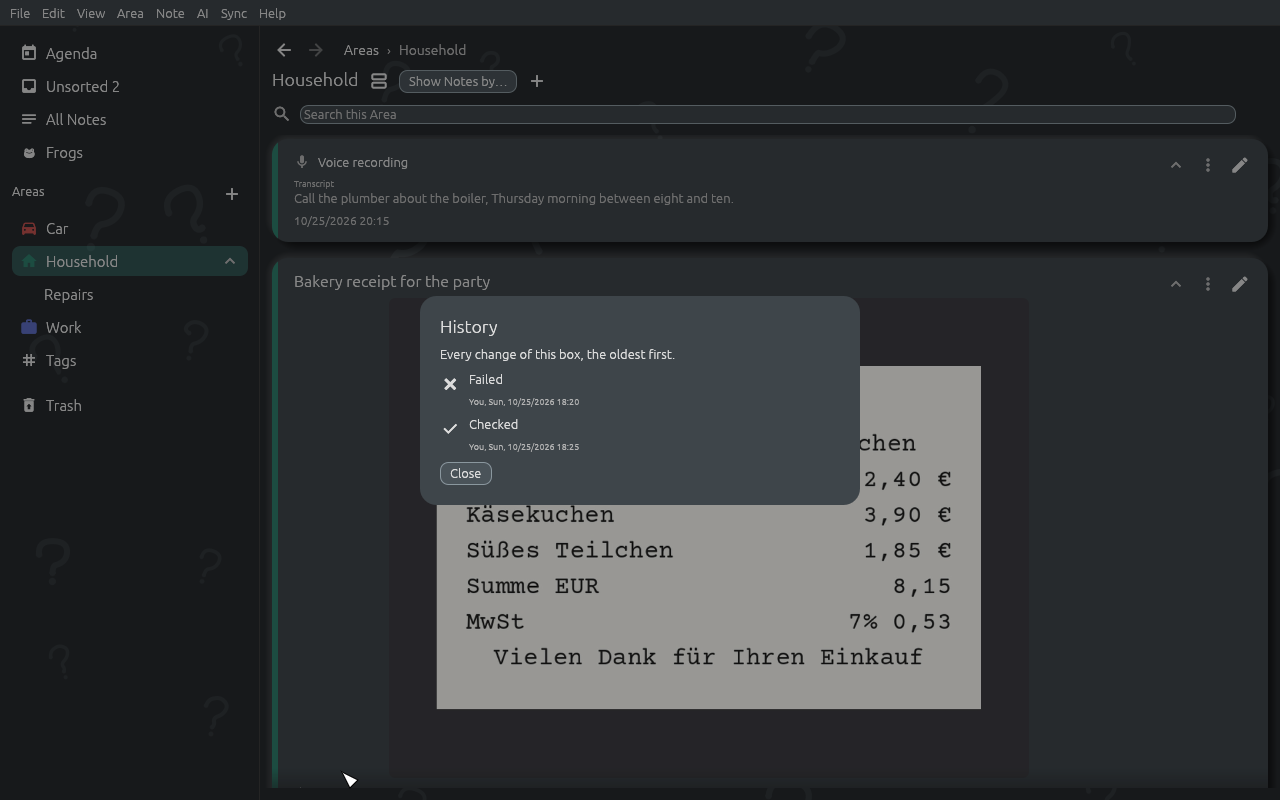 File Edit View Area Note AI Sync Help
Agenda
Unsorted 2
All Notes
Frogs
Areas
Car
Household
Repairs
Work
Tags
Trash
Areas › Household
Household Show Notes by...
Search this Area
Voice recording
Transcript
Call the plumber about the boiler, Thursday morning between eight and ten.
10/25/2026 20:15
Bakery receipt for the party
History
Every change of this box, the oldest first.
Failed
You, Sun, 10/25/2026 18:20
Checked
You, Sun, 10/25/2026 18:25
Close
chen
2,40 €
Käsekuchen 3,90 €
Süßes Teilchen 1,85 €
Summe EUR 8,15
MwSt 7% 0,53
Vielen Dank für Ihren Einkauf